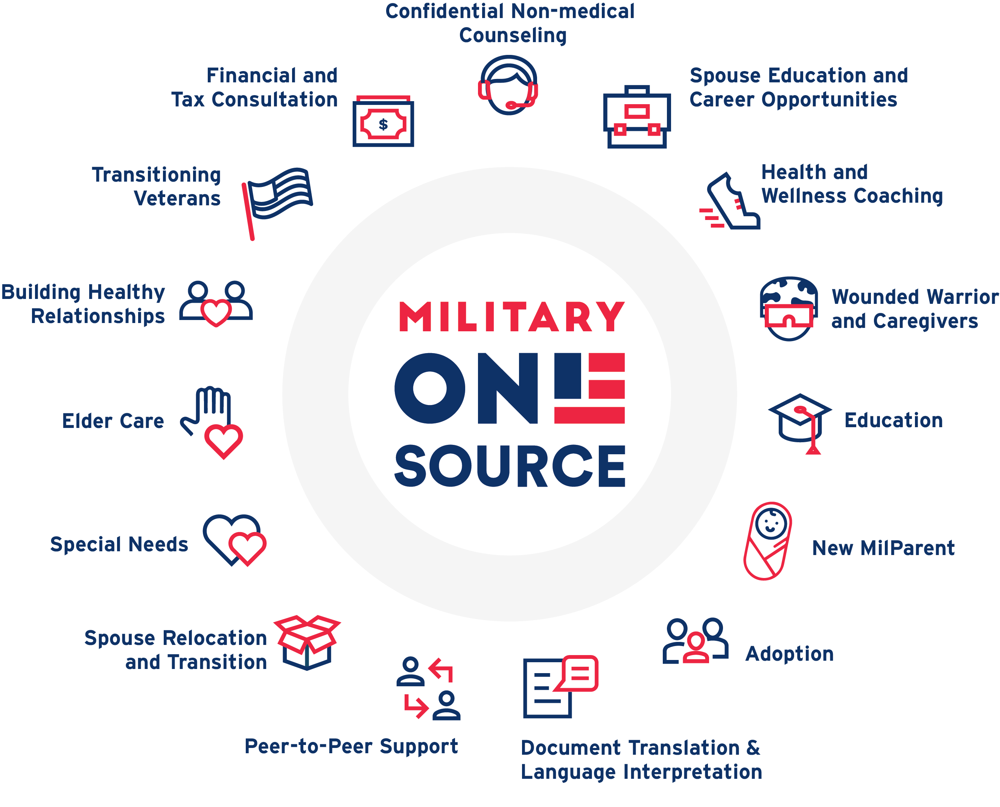 Confidential Non-medical
Counseling
Financial and
Tax Consultation
$
Spouse Education and
Career Opportunities
Transitioning
Veterans
Health and
Wellness Coaching
Building Healthy
Relationships
Wounded Warrior
and Caregivers
MILITARY
ONE
SOURCE
Elder Care
Education
Special Needs
New MilParent
Spouse Relocation
and Transition
Adoption
Peer-to-Peer Support
Document Translation &
Language Interpretation